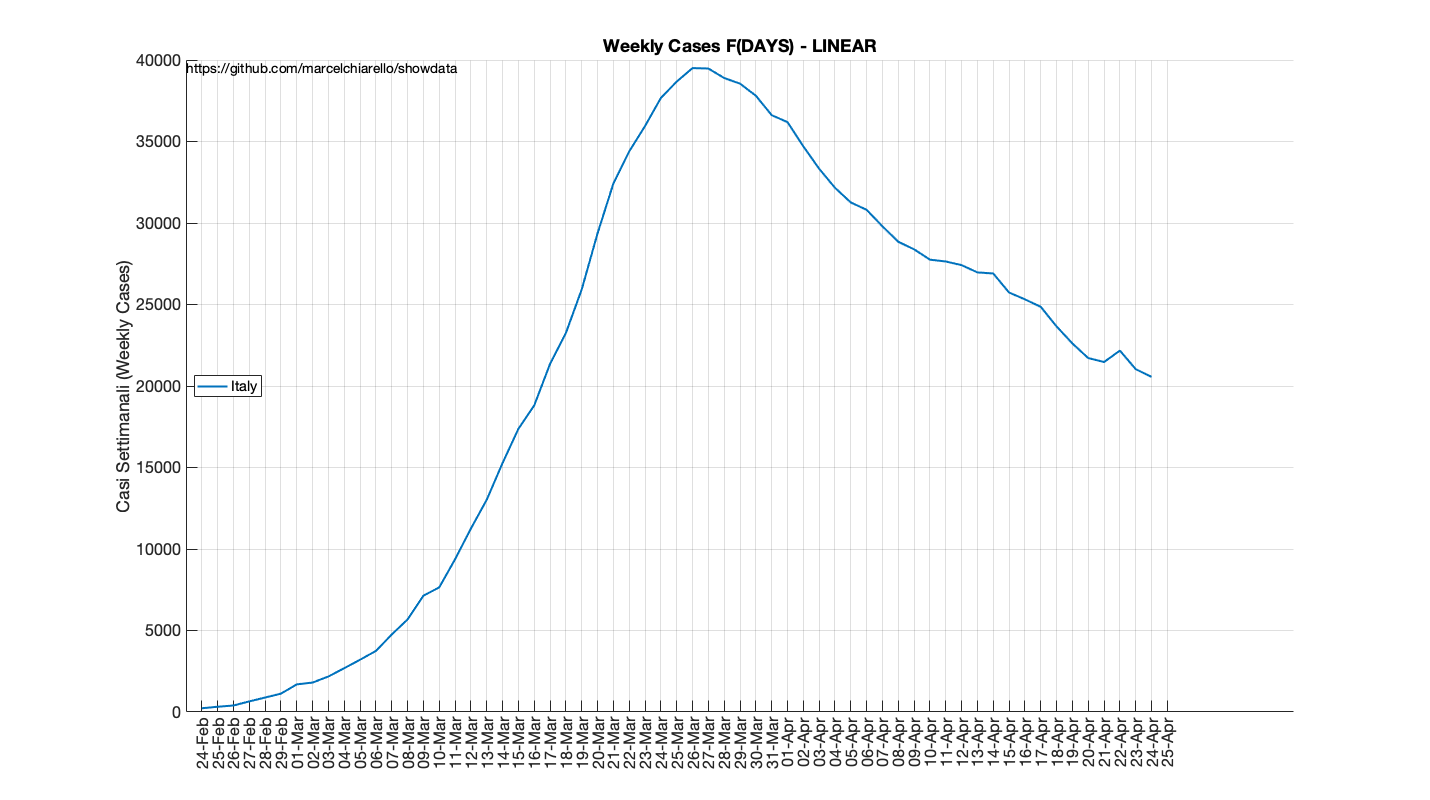 Weekly Cases F(DAYS) - LINEAR
https://github.com/marcelchiarello/showdata
Casi Settimanali (Weekly Cases)
40000
35000
30000
25000
20000
15000
10000
5000
0
Italy
24-Feb
25-Feb
26-Feb
27-Feb
28-Feb
29-Feb
01-Mar
02-Mar
03-Mar
04-Mar
05-Mar
06-Mar
07-Mar
08-Mar
09-Mar
10-Mar
11-Mar
12-Mar
13-Mar
14-Mar
15-Mar
16-Mar
17-Mar
18-Mar
19-Mar
20-Mar
21-Mar
22-Mar
23-Mar
24-Mar
25-Mar
26-Mar
27-Mar
28-Mar
29-Mar
30-Mar
31-Mar
01-Apr
02-Apr
03-Apr
04-Apr
05-Apr
06-Apr
07-Apr
08-Apr
09-Apr
10-Apr
11-Apr
12-Apr
13-Apr
14-Apr
15-Apr
16-Apr
17-Apr
18-Apr
19-Apr
20-Apr
21-Apr
22-Apr
23-Apr
24-Apr
25-Apr